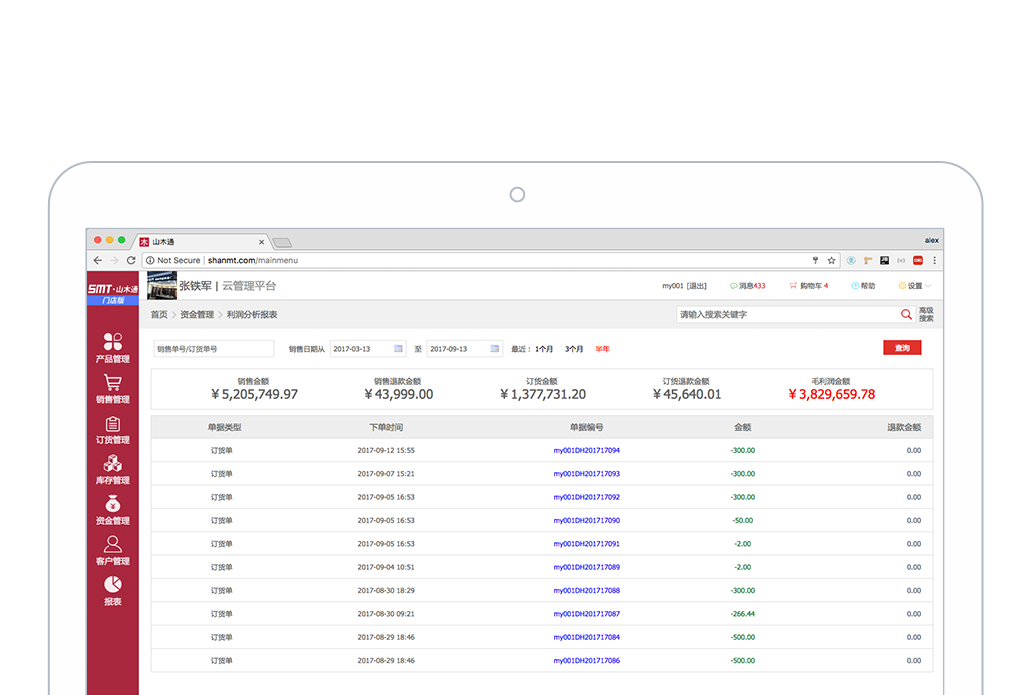 山木通
alex
Not Secure | shanmt.com/mainmenu
SMT·山木通
门店版
张铁军 | 云管理平台
my001 [退出]
消息433
购物车 4
帮助
设置
首页 > 资金管理 > 利润分析报表
请输入搜索关键字
高级
搜索
产品管理
销售管理
订货管理
库存管理
资金管理
客户管理
报表
销售单号/订货单号
销售日期从 2017-03-13 至 2017-09-13 最近： 1个月 3个月 半年
查询
销售金额 销售退款金额 订货金额 订货退款金额 毛利润金额
¥5,205,749.97 ¥43,999.00 ¥1,377,731.20 ¥45,640.01 ¥3,829,659.78
单据类型 下单时间 单据编号 金额 退款金额
订货单 2017-09-12 15:55 my001DH201717094 -300.00 0.00
订货单 2017-09-07 15:21 my001DH201717093 -300.00 0.00
订货单 2017-09-05 16:53 my001DH201717092 -300.00 0.00
订货单 2017-09-05 16:53 my001DH201717090 -50.00 0.00
订货单 2017-09-05 16:53 my001DH201717091 -2.00 0.00
订货单 2017-09-04 10:51 my001DH201717089 -2.00 0.00
订货单 2017-08-30 18:29 my001DH201717088 -300.00 0.00
订货单 2017-08-30 09:21 my001DH201717087 -266.44 0.00
订货单 2017-08-29 18:46 my001DH201717084 -500.00 0.00
订货单 2017-08-29 18:46 my001DH201717086 -500.00 0.00